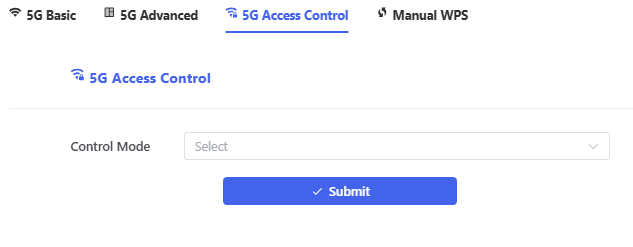 5G Basic 5G Advanced 5G Access Control Manual WPS
5G Access Control
Control Mode Select
Submit